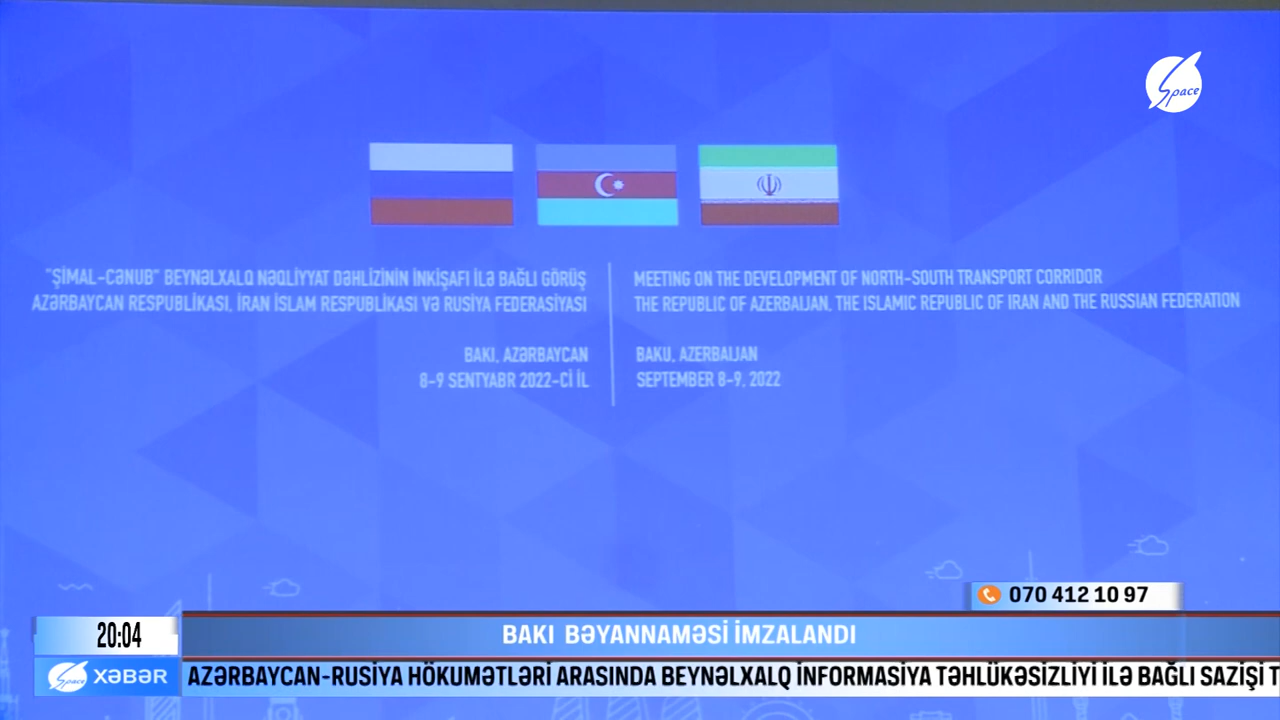 Space
"ŞİMAL-CƏNUB" BEYNƏLXALQ NƏQLİYYAT DƏHLİZİNİN İNKİŞAFI İLƏ BAĞLI GÖRÜŞ
AZƏRBAYCAN RESPUBLİKASI, İRAN İSLAM RESPUBLİKASI VƏ RUSİYA FEDERASİYASI
BAKI, AZƏRBAYCAN
8-9 SENTYABR 2022-Cİ İL
MEETING ON THE DEVELOPMENT OF NORTH-SOUTH TRANSPORT CORRIDOR
THE REPUBLIC OF AZERBAIJAN, THE ISLAMIC REPUBLIC OF IRAN AND THE RUSSIAN FEDERATION
BAKU, AZERBAIJAN
SEPTEMBER 8-9, 2022
070 412 10 97
20:04
BAKI BƏYANNAMƏSİ İMZALANDI
Space XƏBƏR
AZƏRBAYCAN-RUSİYA HÖKUMƏTLƏRİ ARASINDA BEYNƏLXALQ İNFORMASİYA TƏHLÜKƏSİZLİYİ İLƏ BAĞLI SAZİŞİ T